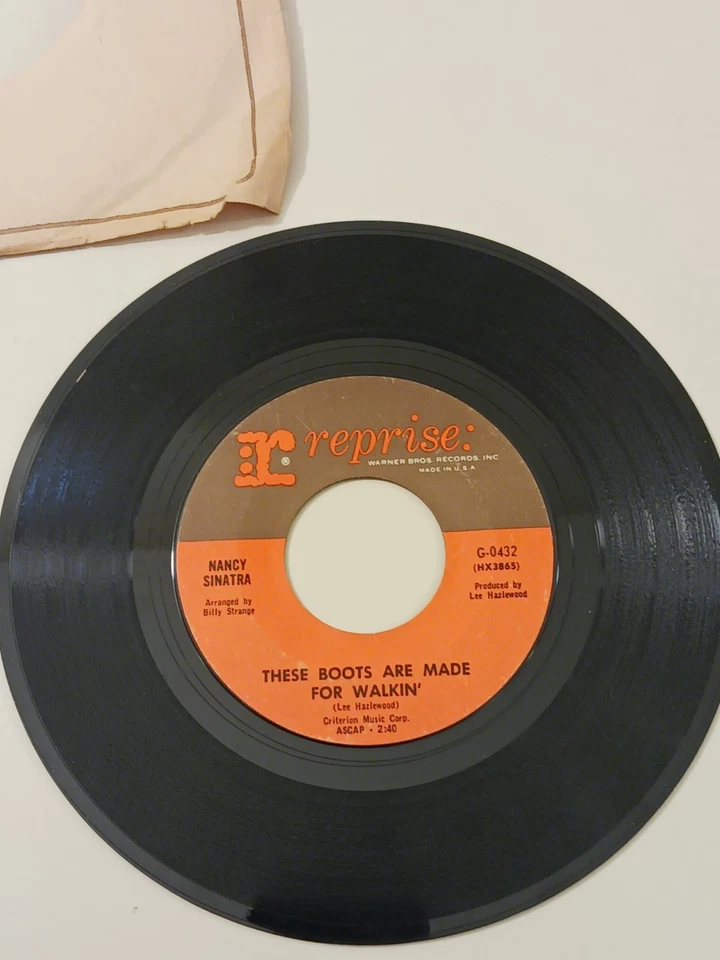 r® reprise:
WARNER BROS. RECORDS, INC
MADE IN U.S.A
NANCY
SINATRA
Arranged by
Billy Strange
G-0432
(HX3865)
Produced by
Lee Hazlewood
THESE BOOTS ARE MADE
FOR WALKIN'
(Lee Hazlewood)
Criterion Music Corp.
ASCAP - 2:40